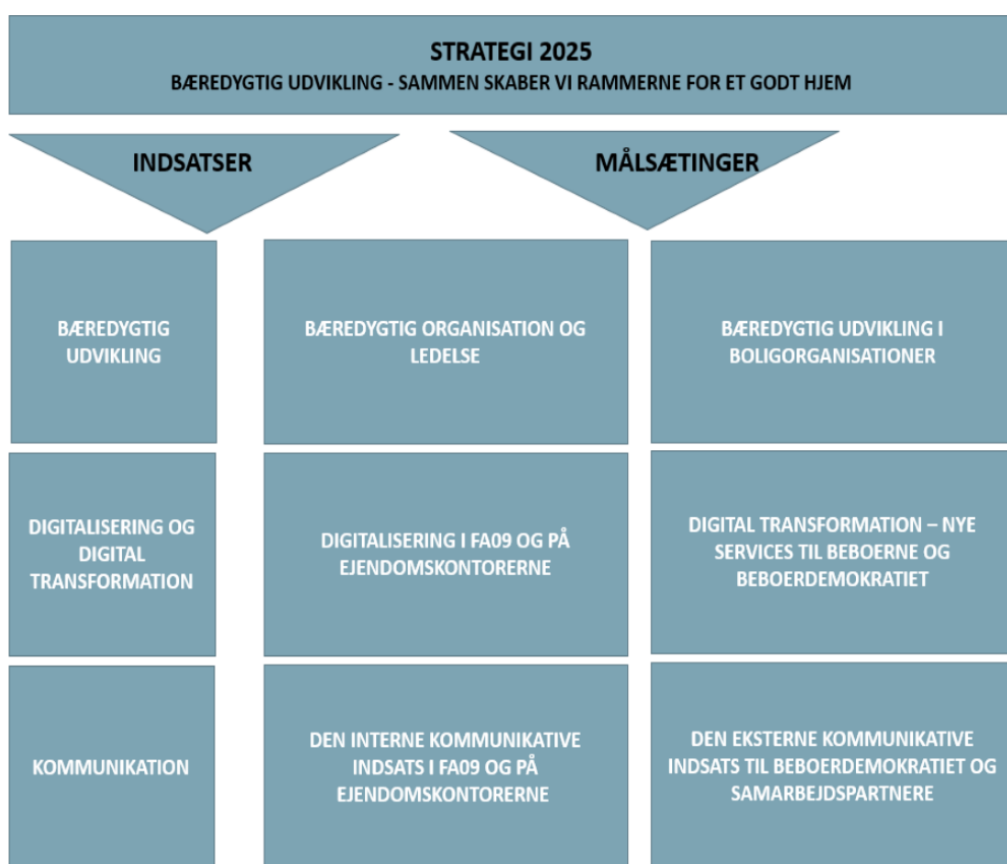 STRATEGI 2025
BÆREDYGTIG UDVIKLING - SAMMEN SKABER VI RAMMERNE FOR ET GODT HJEM
INDSATSER
MÅLSÆTINGER
BÆREDYGTIG
UDVIKLING
BÆREDYGTIG ORGANISATION OG
LEDELSE
BÆREDYGTIG UDVIKLING I
BOLIGORGANISATIONER
DIGITALISERING OG
DIGITAL
TRANSFORMATION
DIGITALISERING I FA09 OG PÅ
EJENDOMSKONTORERNE
DIGITAL TRANSFORMATION – NYE
SERVICES TIL BEBOERNE OG
BEBOERDEMOKRATIET
KOMMUNIKATION
DEN INTERNE KOMMUNIKATIVE
INDSATS I FA09 OG PÅ
EJENDOMSKONTORERNE
DEN EKSTERNE KOMMUNIKATIVE
INDSATS TIL BEBOERDEMOKRATIET OG
SAMARBEJDSPARTNERE